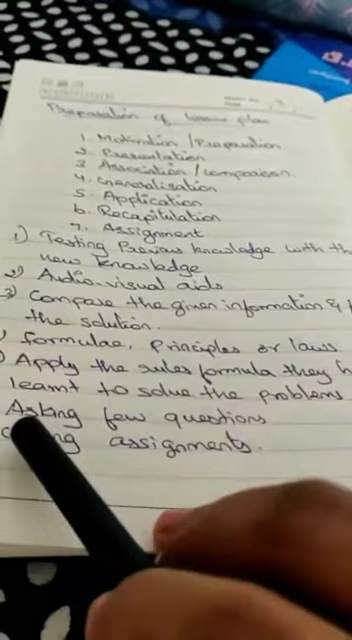 Preparation of lesson plan
1. Motivation / Preparation
2. Presentation
3. Association / comparison
4. Generalisation
5. Application
6. Recapitulation
7. Assignment
1) Testing Previous knowledge with the
new knowledge
2) Audio-visual aids
3) Compare the given information &
the solution.
) formulae, principles or laws
) Apply the rules formula they
learnt to solve the problems
Asking few questions
assignments.